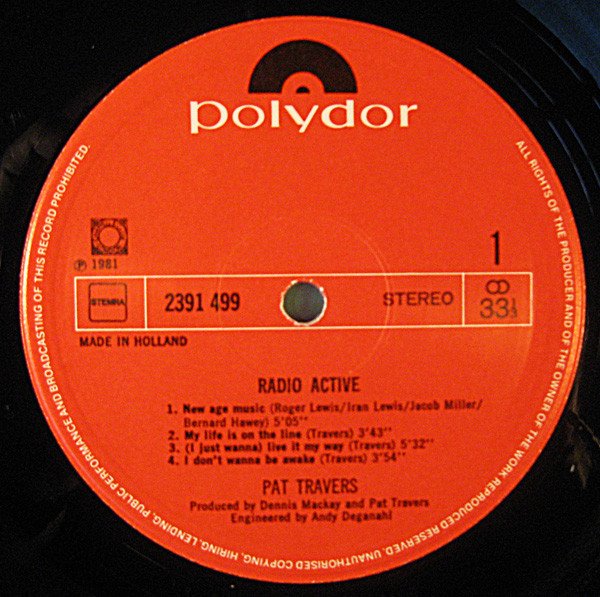 polydor
ALL RIGHTS OF THE PRODUCER AND OF THE OWNER OF THE WORK REPRODUCED RESERVED. UNAUTHORISED COPYING, HIRING, LENDING, PUBLIC PERFORMANCE AND BROADCASTING OF THIS RECORD PROHIBITED.
1
℗ 1981
STEMRA
2391 499
STEREO
33⅓
MADE IN HOLLAND
RADIO ACTIVE
1. New age music (Roger Lewis/Iran Lewis/Jacob Miller/
Bernard Hawey) 5'05''
2. My life is on the line (Travers) 3'43''
3. (I just wanna) live it my way (Travers) 5'32''
4. I don't wanna be awake (Travers) 3'54''
PAT TRAVERS
Produced by Dennis Mackay and Pat Travers
Engineered by Andy Deganahl